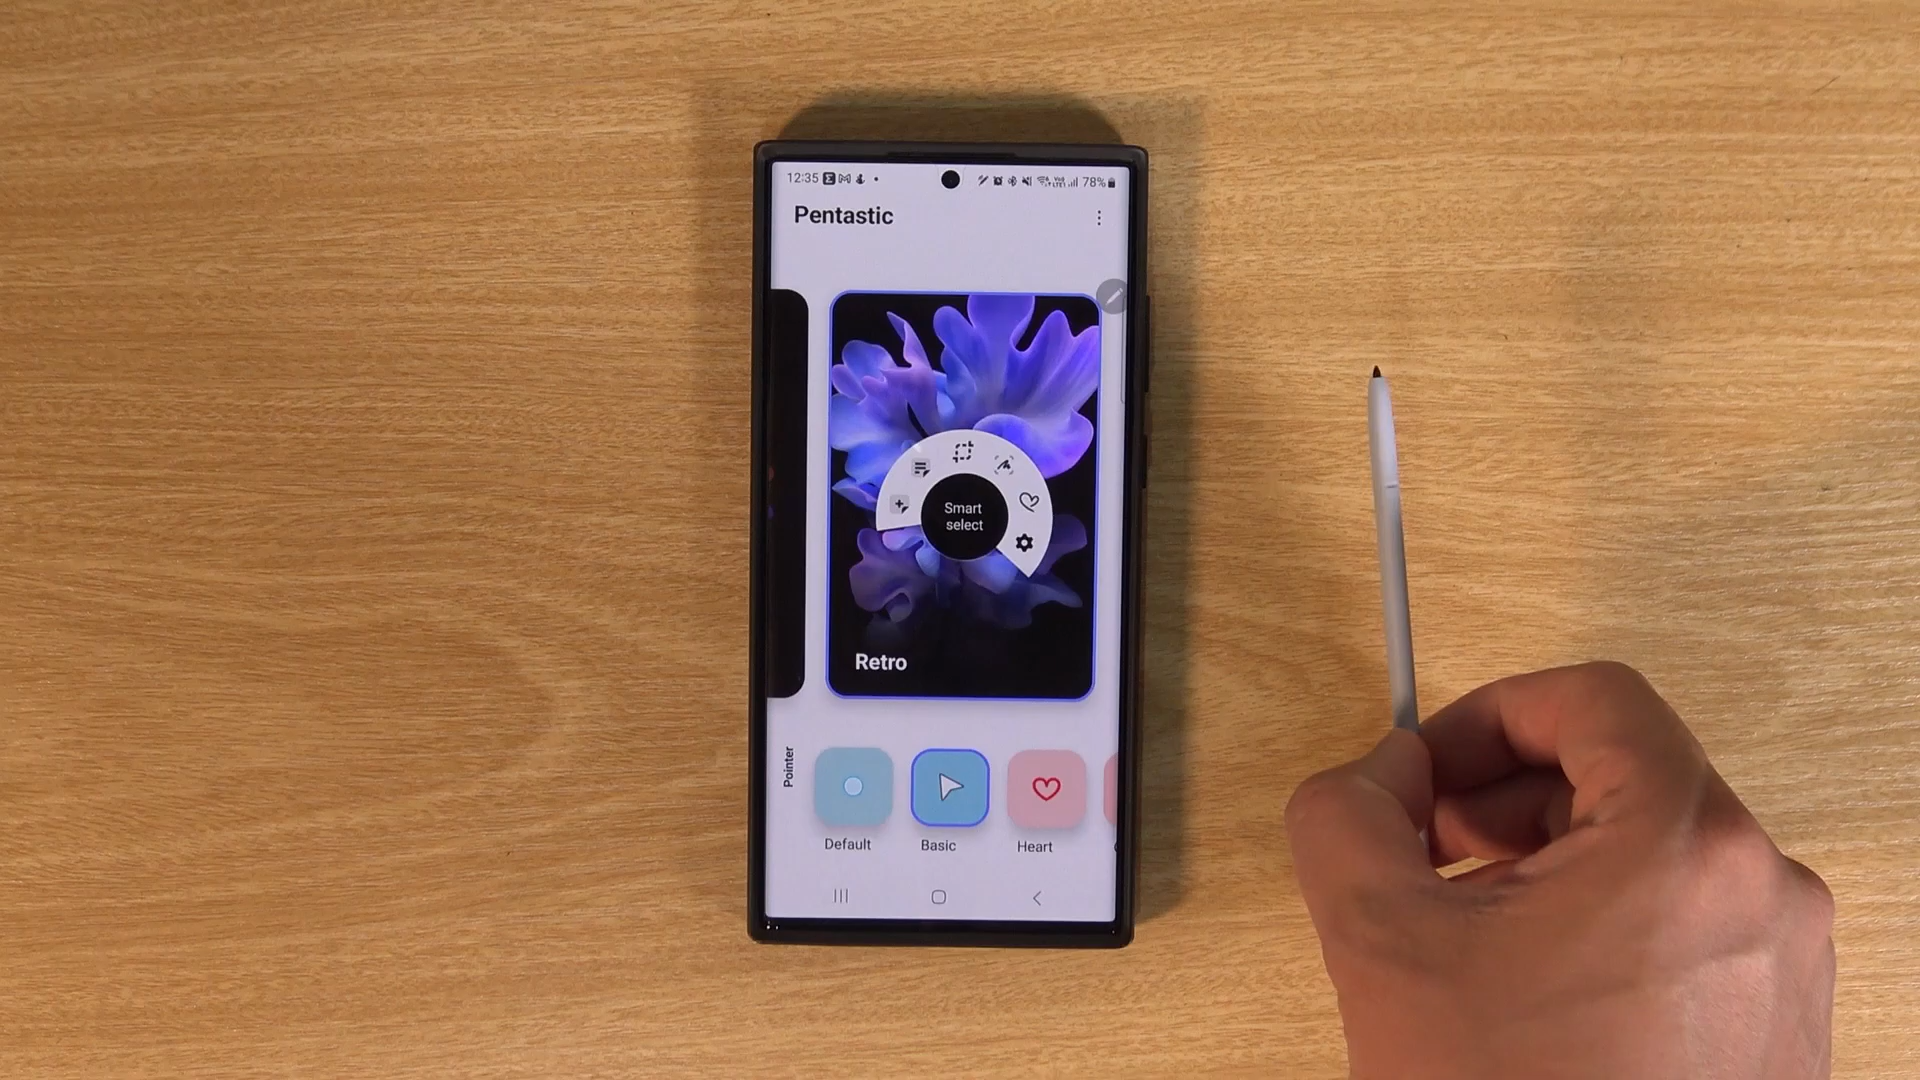 12:35 78%
Pentastic
Smart
select
Retro
Pointer
Default Basic Heart